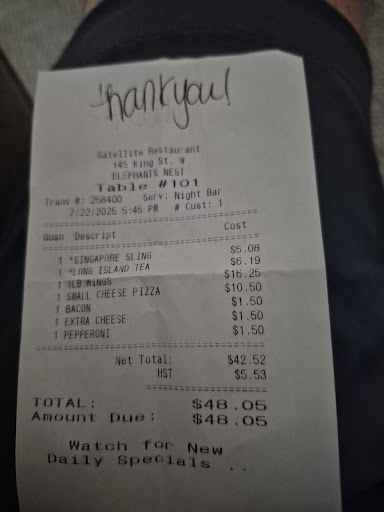 thankyou!
Satellite Restaurant
145 King St. W
ELEPHANTS NEST
Table #101
Trans #: 258400 Serv: Night Bar
7/22/2025 5:45 PM # Cust: 1
Quan Descript Cost
1 *SINGAPORE SLING $5.08
1 *LONG ISLAND TEA $6.19
1 1LB.WINGS $16.25
1 SMALL CHEESE PIZZA $10.50
1 BACON $1.50
1 EXTRA CHEESE $1.50
1 PEPPERONI $1.50
Net Total: $42.52
HST $5.53
TOTAL: $48.05
Amount Due: $48.05
Watch for New
Daily Specials ..